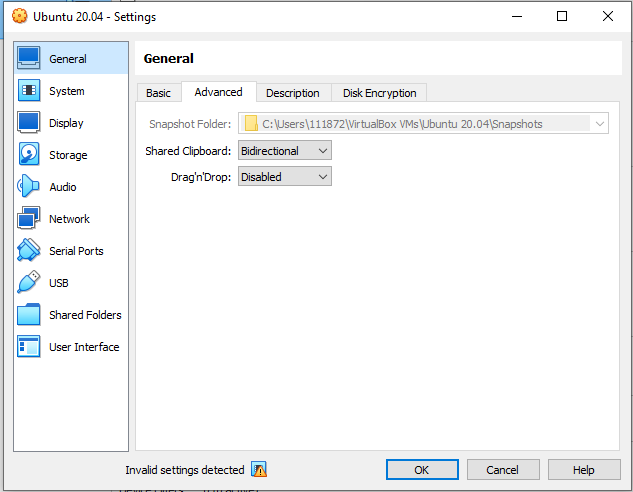 Ubuntu 20.04 - Settings
General
System
Display
Storage
Audio
Network
Serial Ports
USB
Shared Folders
User Interface
General
Basic Advanced Description Disk Encryption
Snapshot Folder: C:\Users\111872\VirtualBox VMs\Ubuntu 20.04\Snapshots
Shared Clipboard: Bidirectional
Drag'n'Drop: Disabled
Invalid settings detected OK Cancel Help